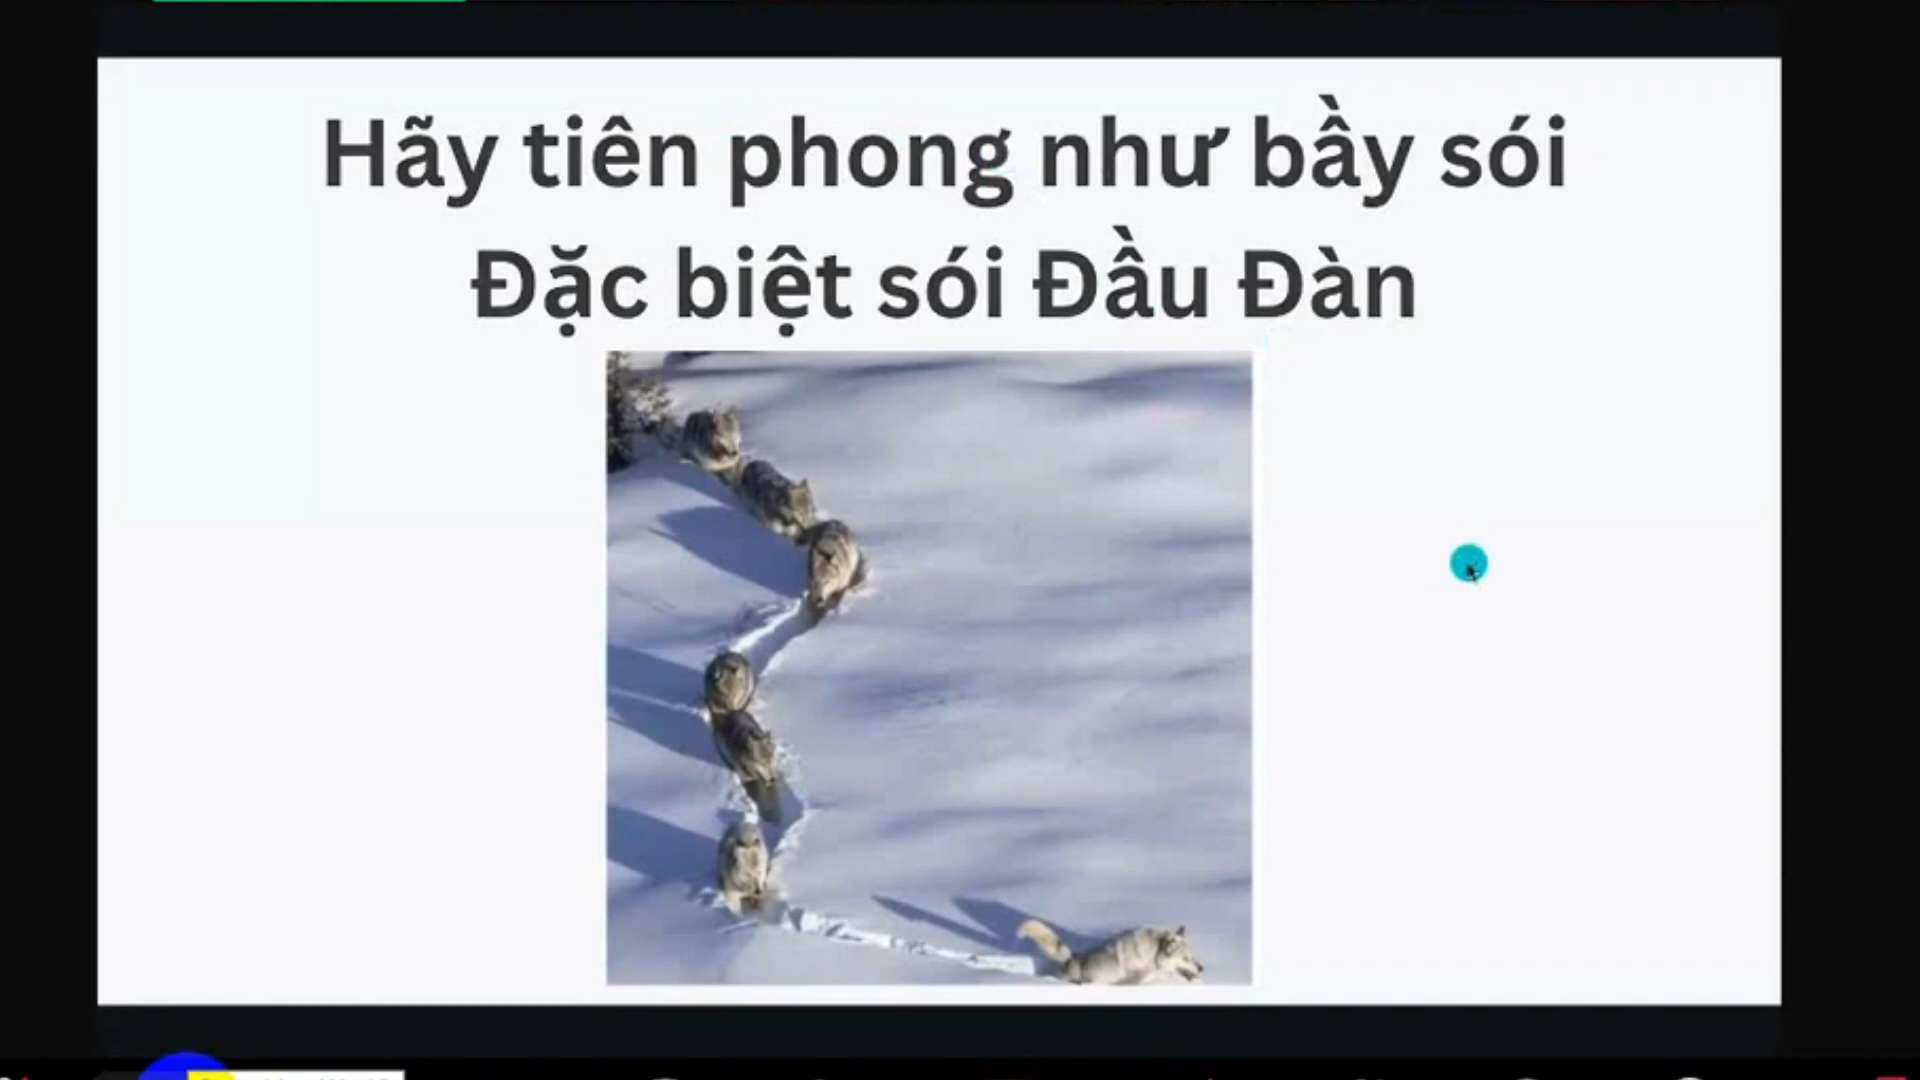 Hãy tiên phong như bầy sói
Đặc biệt sói Đầu Đàn